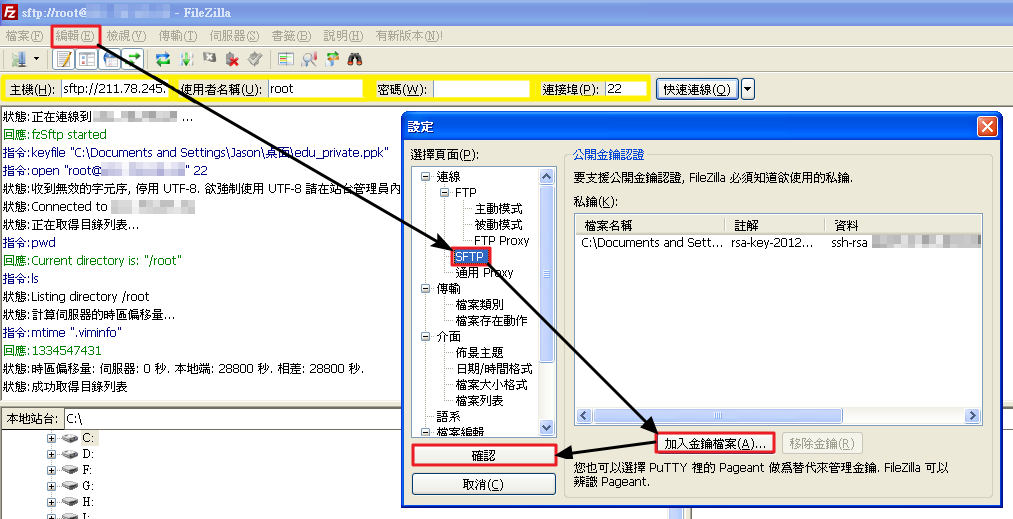 sftp://root@ - FileZilla
檔案(F) 編輯(E) 檢視(V) 傳輸(T) 伺服器(S) 書籤(B) 說明(H) 有新版本(N)!
主機(H): sftp://211.78.245. 使用者名稱(U): root 密碼(W): 連接埠(P): 22 快速連線(Q)
狀態:正在連線到 ...
回應:fzSftp started
指令:keyfile "C:\Documents and Settings\Jason\桌面\edu_private.ppk"
指令:open "root@ " 22
狀態:收到無效的字元序, 停用 UTF-8. 欲強制使用 UTF-8 請在站台管理員內
狀態:Connected to
狀態:正在取得目錄列表...
指令:pwd
回應:Current directory is: "/root"
指令:ls
狀態:Listing directory /root
狀態:計算伺服器的時區偏移量...
指令:mtime ".viminfo"
回應:1334547431
狀態:時區偏移量: 伺服器: 0 秒. 本地端: 28800 秒. 相差: 28800 秒.
狀態:成功取得目錄列表
本地站台: C:\
C:
D:
F:
G:
H:
I:
設定
選擇頁面(P):
連線
FTP
主動模式
被動模式
FTP Proxy
SFTP
通用 Proxy
傳輸
檔案類別
檔案存在動作
介面
佈景主題
日期/時間格式
檔案大小格式
檔案列表
語系
檔案編輯
確認
取消(C)
公開金鑰認證
要支援公開金鑰認證, FileZilla 必須知道欲使用的私鑰.
私鑰(K):
檔案名稱 註解 資料
C:\Documents and Sett... rsa-key-2012... ssh-rsa
加入金鑰檔案(A)... 移除金鑰(R)
您也可以選擇 PuTTY 裡的 Pageant 做爲替代來管理金鑰. FileZilla 可以
辨識 Pageant.